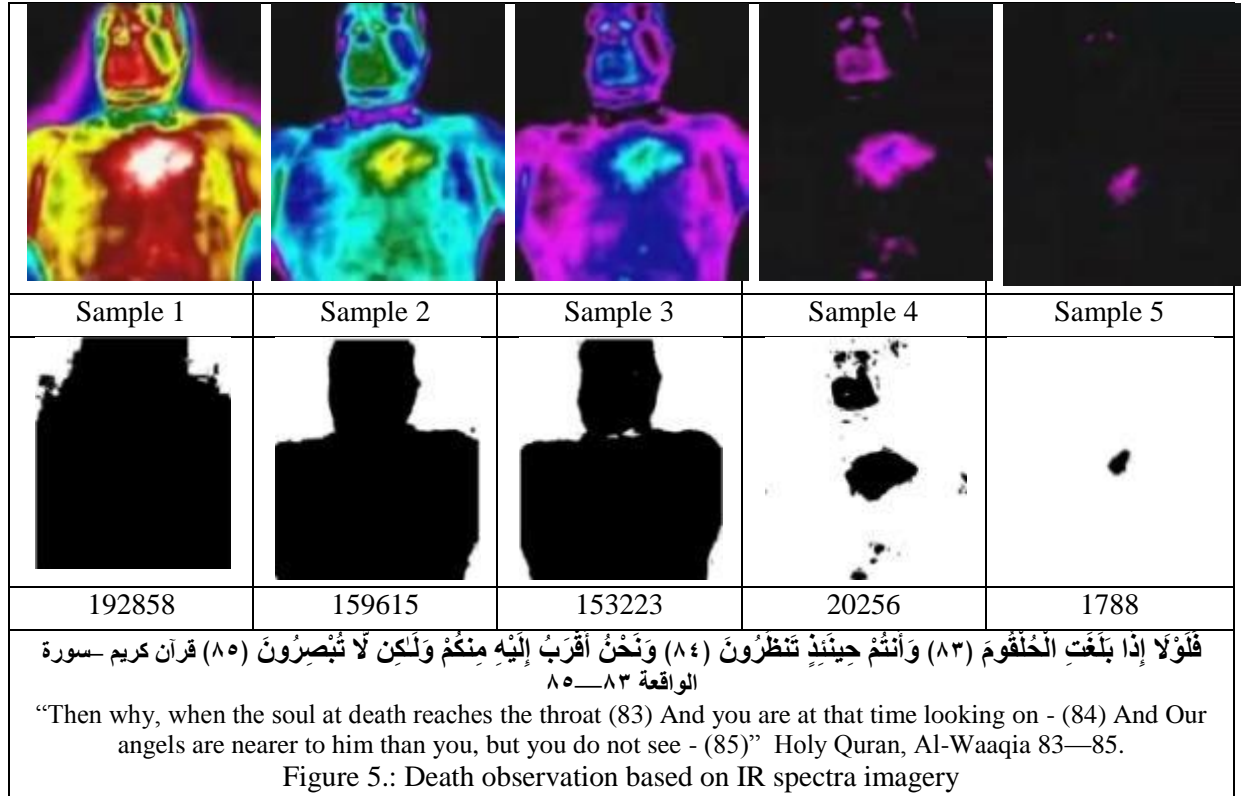 Sample 1 Sample 2 Sample 3 Sample 4 Sample 5
192858 159615 153223 20256 1788
فَلَوْلَا إِذَا بَلَغَتِ الْحُلْقُومَ (٨٣) وَأَنتُمْ حِينَئِذٍ تَنظُرُونَ (٨٤) وَنَحْنُ أَقْرَبُ إِلَيْهِ مِنكُمْ وَلَـٰكِن لَّا تُبْصِرُونَ (٨٥) قرآن كريم –سورة
الواقعة ٨٣—٨٥
“Then why, when the soul at death reaches the throat (83) And you are at that time looking on - (84) And Our
angels are nearer to him than you, but you do not see - (85)” Holy Quran, Al-Waaqia 83—85.
Figure 5.: Death observation based on IR spectra imagery